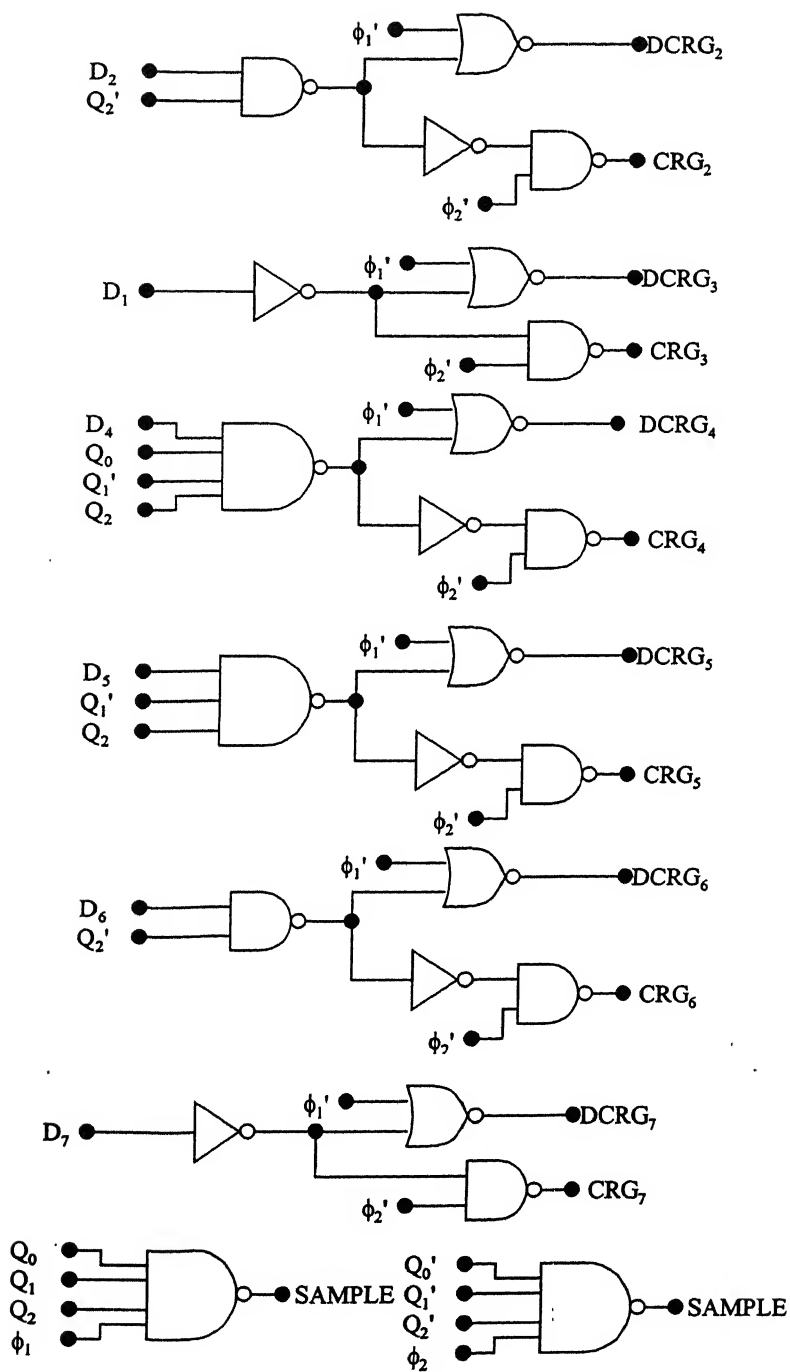 ϕ₁' DCRG₂
D₂
Q₂'
CRG₂
ϕ₂'
ϕ₁' DCRG₃
D₁
CRG₃
ϕ₂'
ϕ₁' DCRG₄
D₄
Q₀
Q₁'
Q₂
CRG₄
ϕ₂'
ϕ₁' DCRG₅
D₅
Q₁'
Q₂
CRG₅
ϕ₂'
ϕ₁' DCRG₆
D₆
Q₂'
CRG₆
ϕ₂'
ϕ₁' DCRG₇
D₇
CRG₇
ϕ₂'
Q₀
Q₁
Q₂
ϕ₁
SAMPLE
Q₀'
Q₁'
Q₂'
ϕ₂
SAMPLE